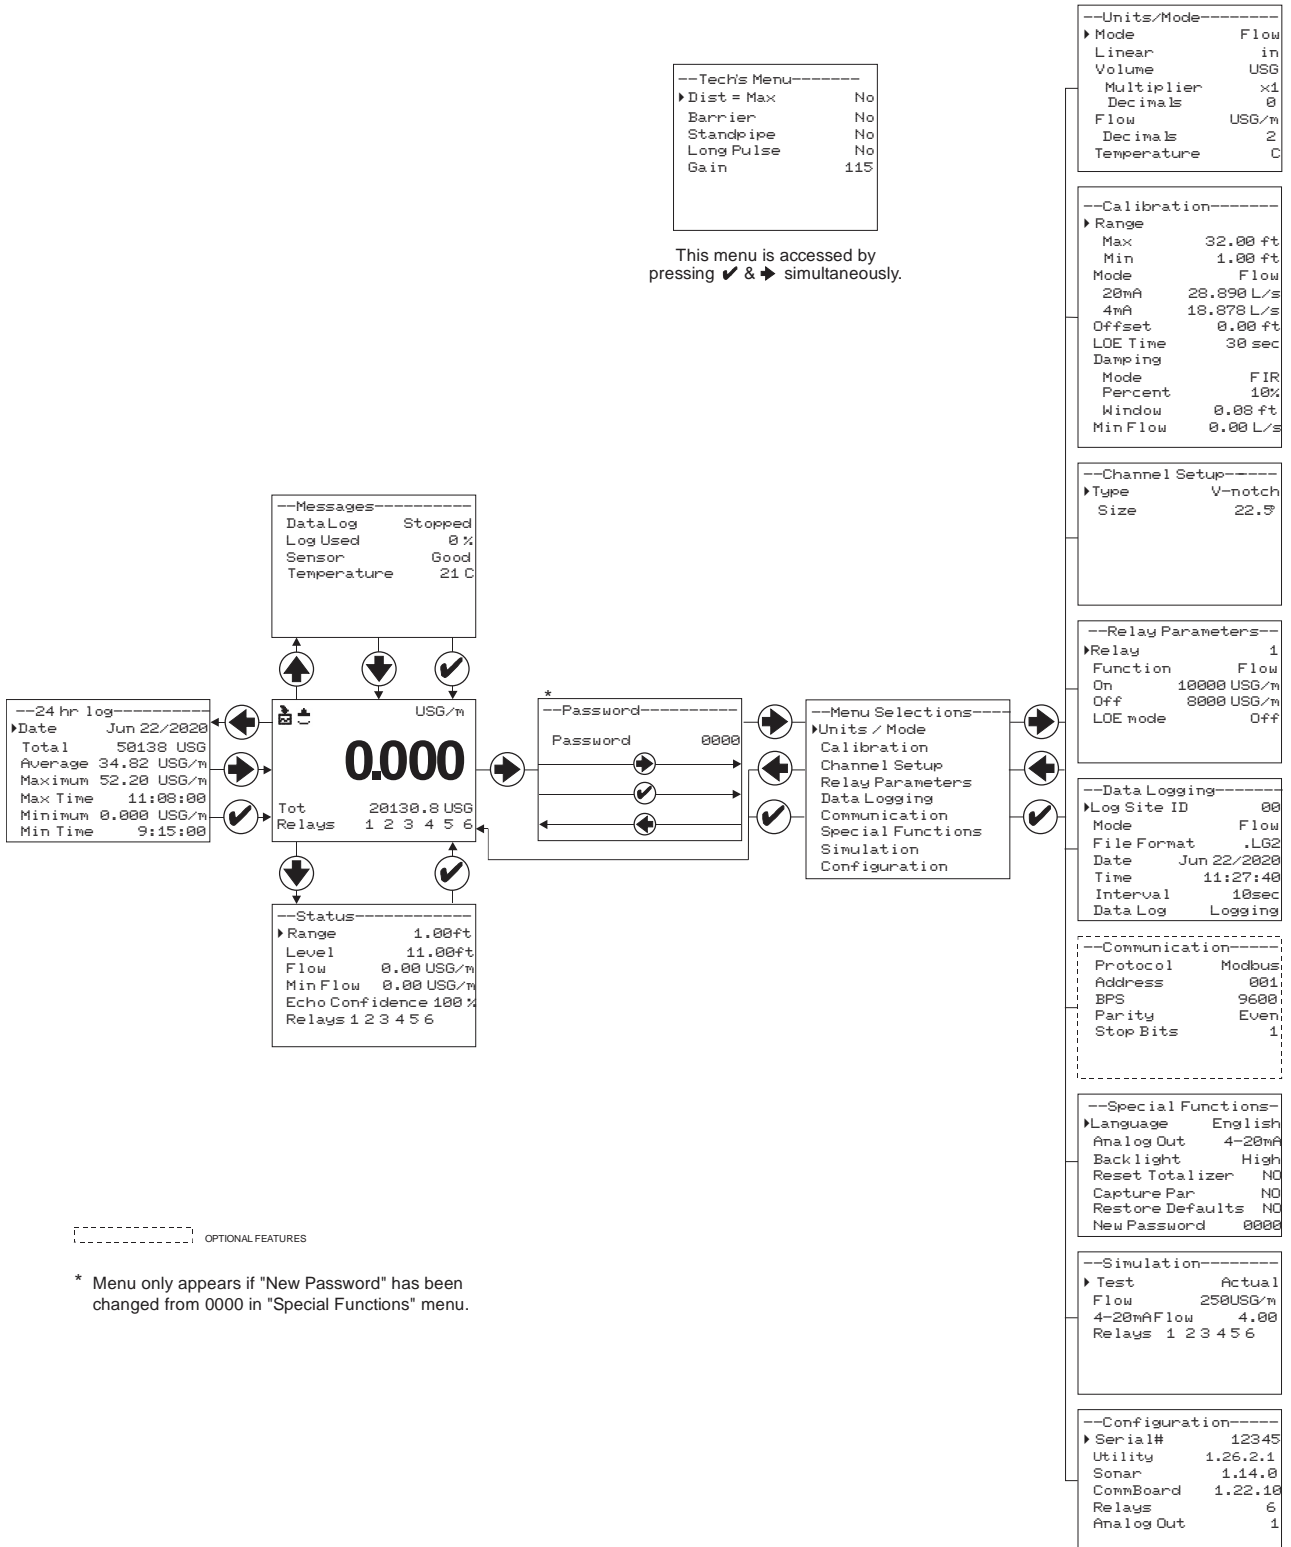 --Units/Mode--------
Mode Flow
Linear in
Volume USG
Multiplier x1
Decimals 0
Flow USG/m
Decimals 2
Temperature C
--Tech's Menu-------
Dist = Max No
Barrier No
Standpipe No
Long Pulse No
Gain 115
This menu is accessed by
pressing ✔ & ➔ simultaneously.
--Calibration-------
Range
Max 32.00 ft
Min 1.00 ft
Mode Flow
20mA 28.890 L/s
4mA 18.878 L/s
Offset 0.00 ft
LOE Time 30 sec
Damping
Mode FIR
Percent 10%
Window 0.08 ft
Min Flow 0.00 L/s
--Channel Setup-----
Type V-notch
Size 22.5°
--Messages----------
Data Log Stopped
Log Used 0 %
Sensor Good
Temperature 21 C
--24 hr log----------
Date Jun 22/2020
Total 50138 USG
Average 34.82 USG/m
Maximum 52.20 USG/m
Max Time 11:08:00
Minimum 0.000 USG/m
Min Time 9:15:00
USG/m
0.000
Tot 20130.8 USG
Relays 1 2 3 4 5 6
*
--Password----------
Password 0000
--Menu Selections----
Units / Mode
Calibration
Channel Setup
Relay Parameters
Data Logging
Communication
Special Functions
Simulation
Configuration
--Status------------
Range 1.00ft
Level 11.00ft
Flow 0.00 USG/m
Min Flow 0.00 USG/m
Echo Confidence 100 %
Relays 1 2 3 4 5 6
--Relay Parameters--
Relay 1
Function Flow
On 10000 USG/m
Off 8000 USG/m
LOE mode Off
--Data Logging-------
Log Site ID 00
Mode Flow
File Format .LG2
Date Jun 22/2020
Time 11:27:40
Interval 10sec
Data Log Logging
--Communication-----
Protocol Modbus
Address 001
BPS 9600
Parity Even
Stop Bits 1
--Special Functions-
Language English
Analog Out 4-20mA
Backlight High
Reset Totalizer NO
Capture Par NO
Restore Defaults NO
New Password 0000
--Simulation--------
Test Actual
Flow 250USG/m
4-20mA Flow 4.00
Relays 1 2 3 4 5 6
--Configuration-----
Serial# 12345
Utility 1.26.2.1
Sonar 1.14.0
CommBoard 1.22.10
Relays 6
Analog Out 1
OPTIONAL FEATURES
* Menu only appears if "New Password" has been
changed from 0000 in "Special Functions" menu.